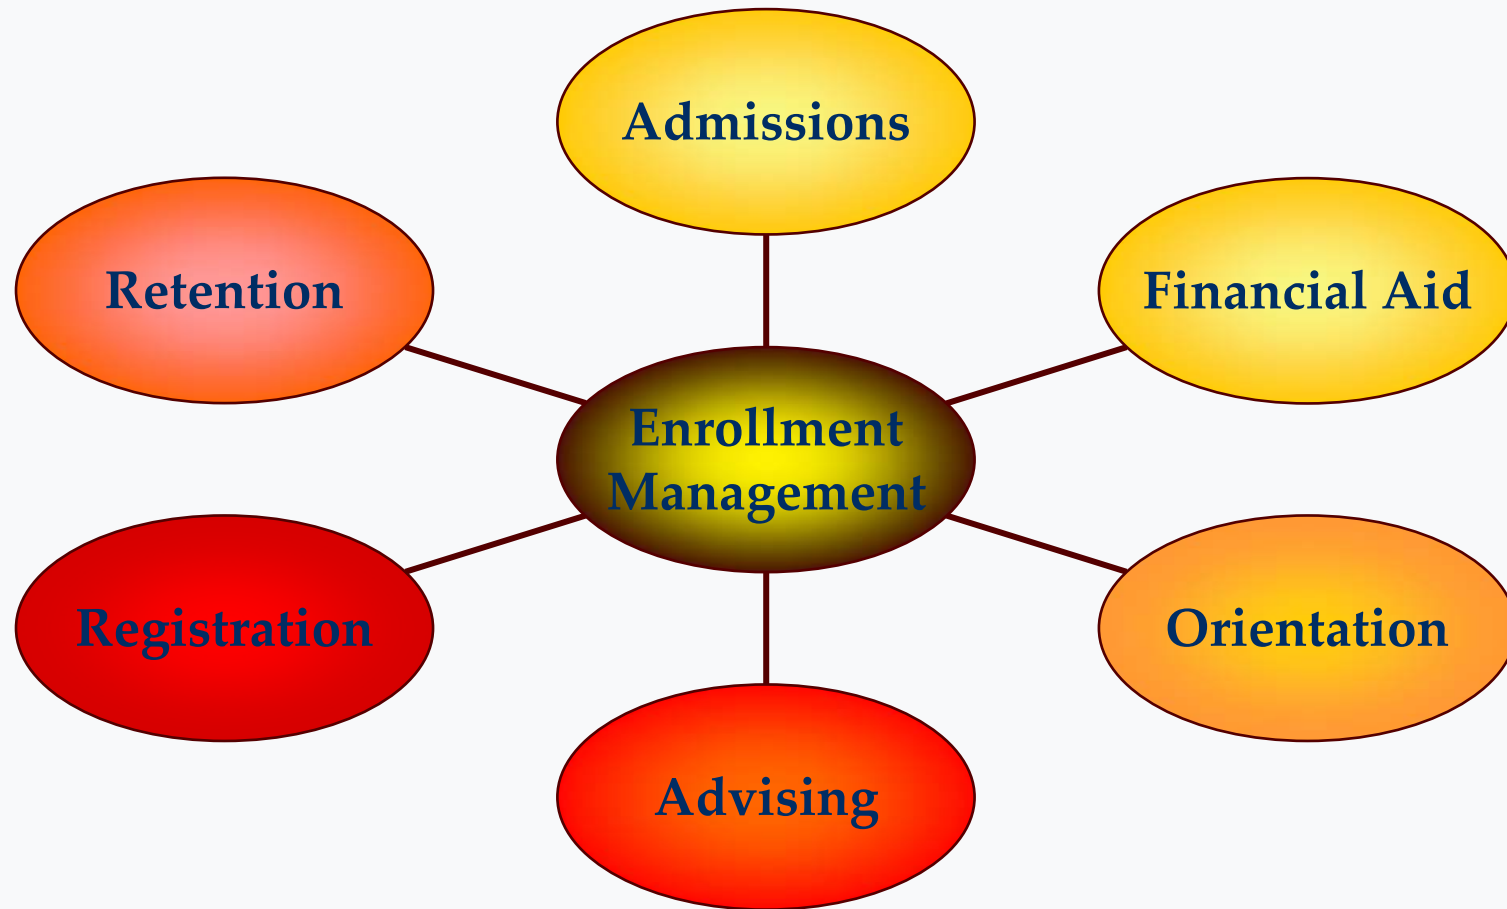 Admissions
Retention
Financial Aid
Enrollment
Management
Registration
Orientation
Advising